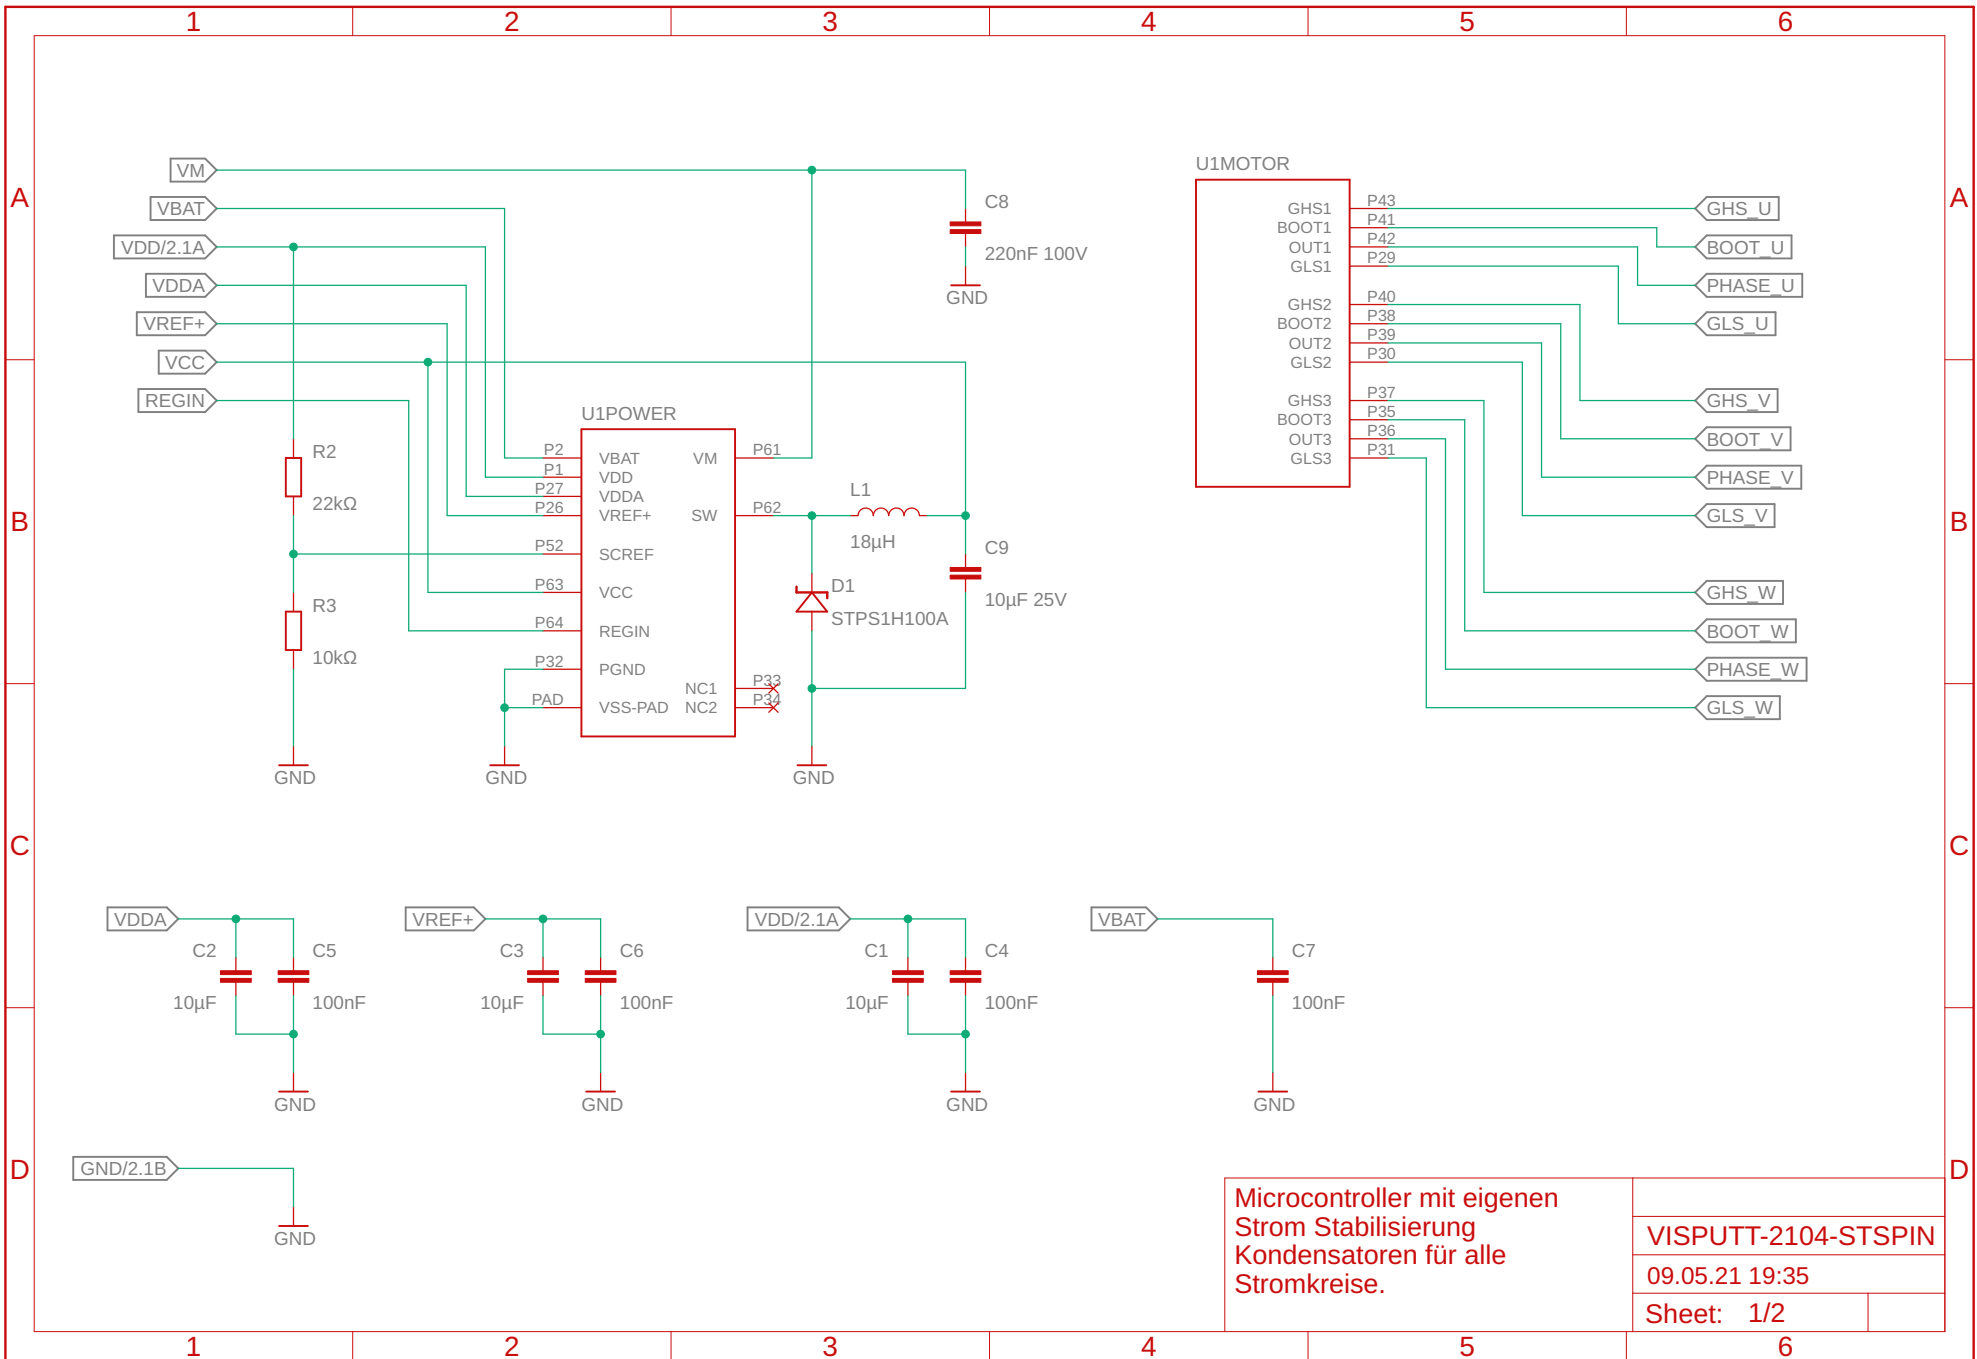 1 2 3 4 5 6
A A
B B
C C
D D
VM
VBAT
VDD/2.1A
VDDA
VREF+
VCC
REGIN
R2
22kΩ
R3
10kΩ
GND
U1POWER
P2 VBAT
P1 VDD
P27 VDDA
P26 VREF+
P52 SCREF
P63 VCC
P64 REGIN
P32 PGND
PAD VSS-PAD
VM P61
SW P62
NC1 P33
NC2 P34
GND
C8
220nF 100V
GND
L1
18µH
C9
10µF 25V
D1
STPS1H100A
GND
U1MOTOR
GHS1 P43
BOOT1 P41
OUT1 P42
GLS1 P29
GHS2 P40
BOOT2 P38
OUT2 P39
GLS2 P30
GHS3 P37
BOOT3 P35
OUT3 P36
GLS3 P31
GHS_U
BOOT_U
PHASE_U
GLS_U
GHS_V
BOOT_V
PHASE_V
GLS_V
GHS_W
BOOT_W
PHASE_W
GLS_W
VDDA
C2 C5
10µF 100nF
GND
VREF+
C3 C6
10µF 100nF
GND
VDD/2.1A
C1 C4
10µF 100nF
GND
VBAT
C7
100nF
GND
GND/2.1B
GND
Microcontroller mit eigenen
Strom Stabilisierung
Kondensatoren für alle
Stromkreise.
VISPUTT-2104-STSPIN
09.05.21 19:35
Sheet: 1/2
1 2 3 4 5 6